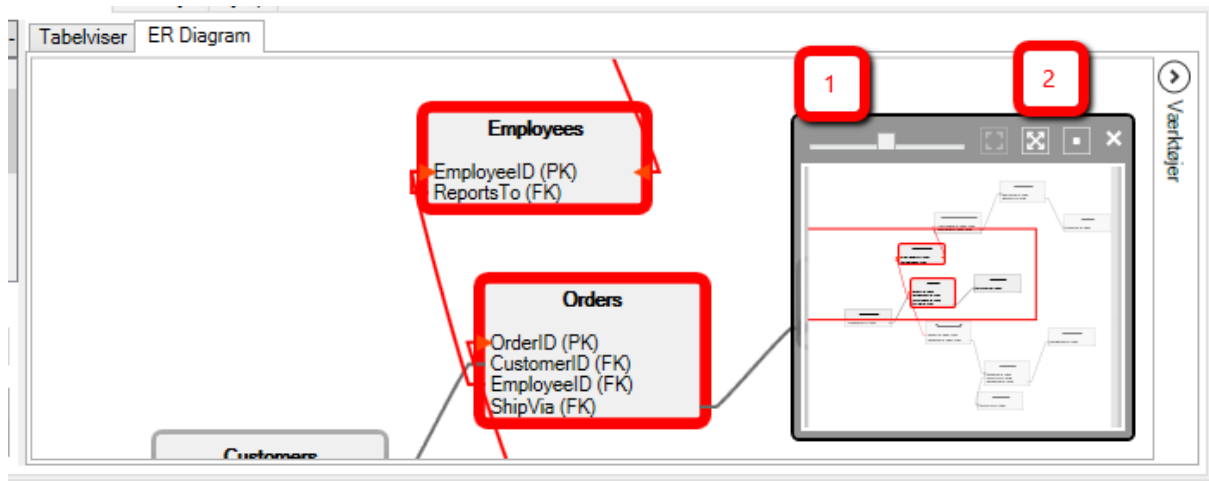 Tabelviser
ER Diagram
1
2
Værktøjer
Employees
EmployeeID (PK)
ReportsTo (FK)
Orders
OrderID (PK)
CustomerID (FK)
EmployeeID (FK)
ShipVia (FK)
Customers